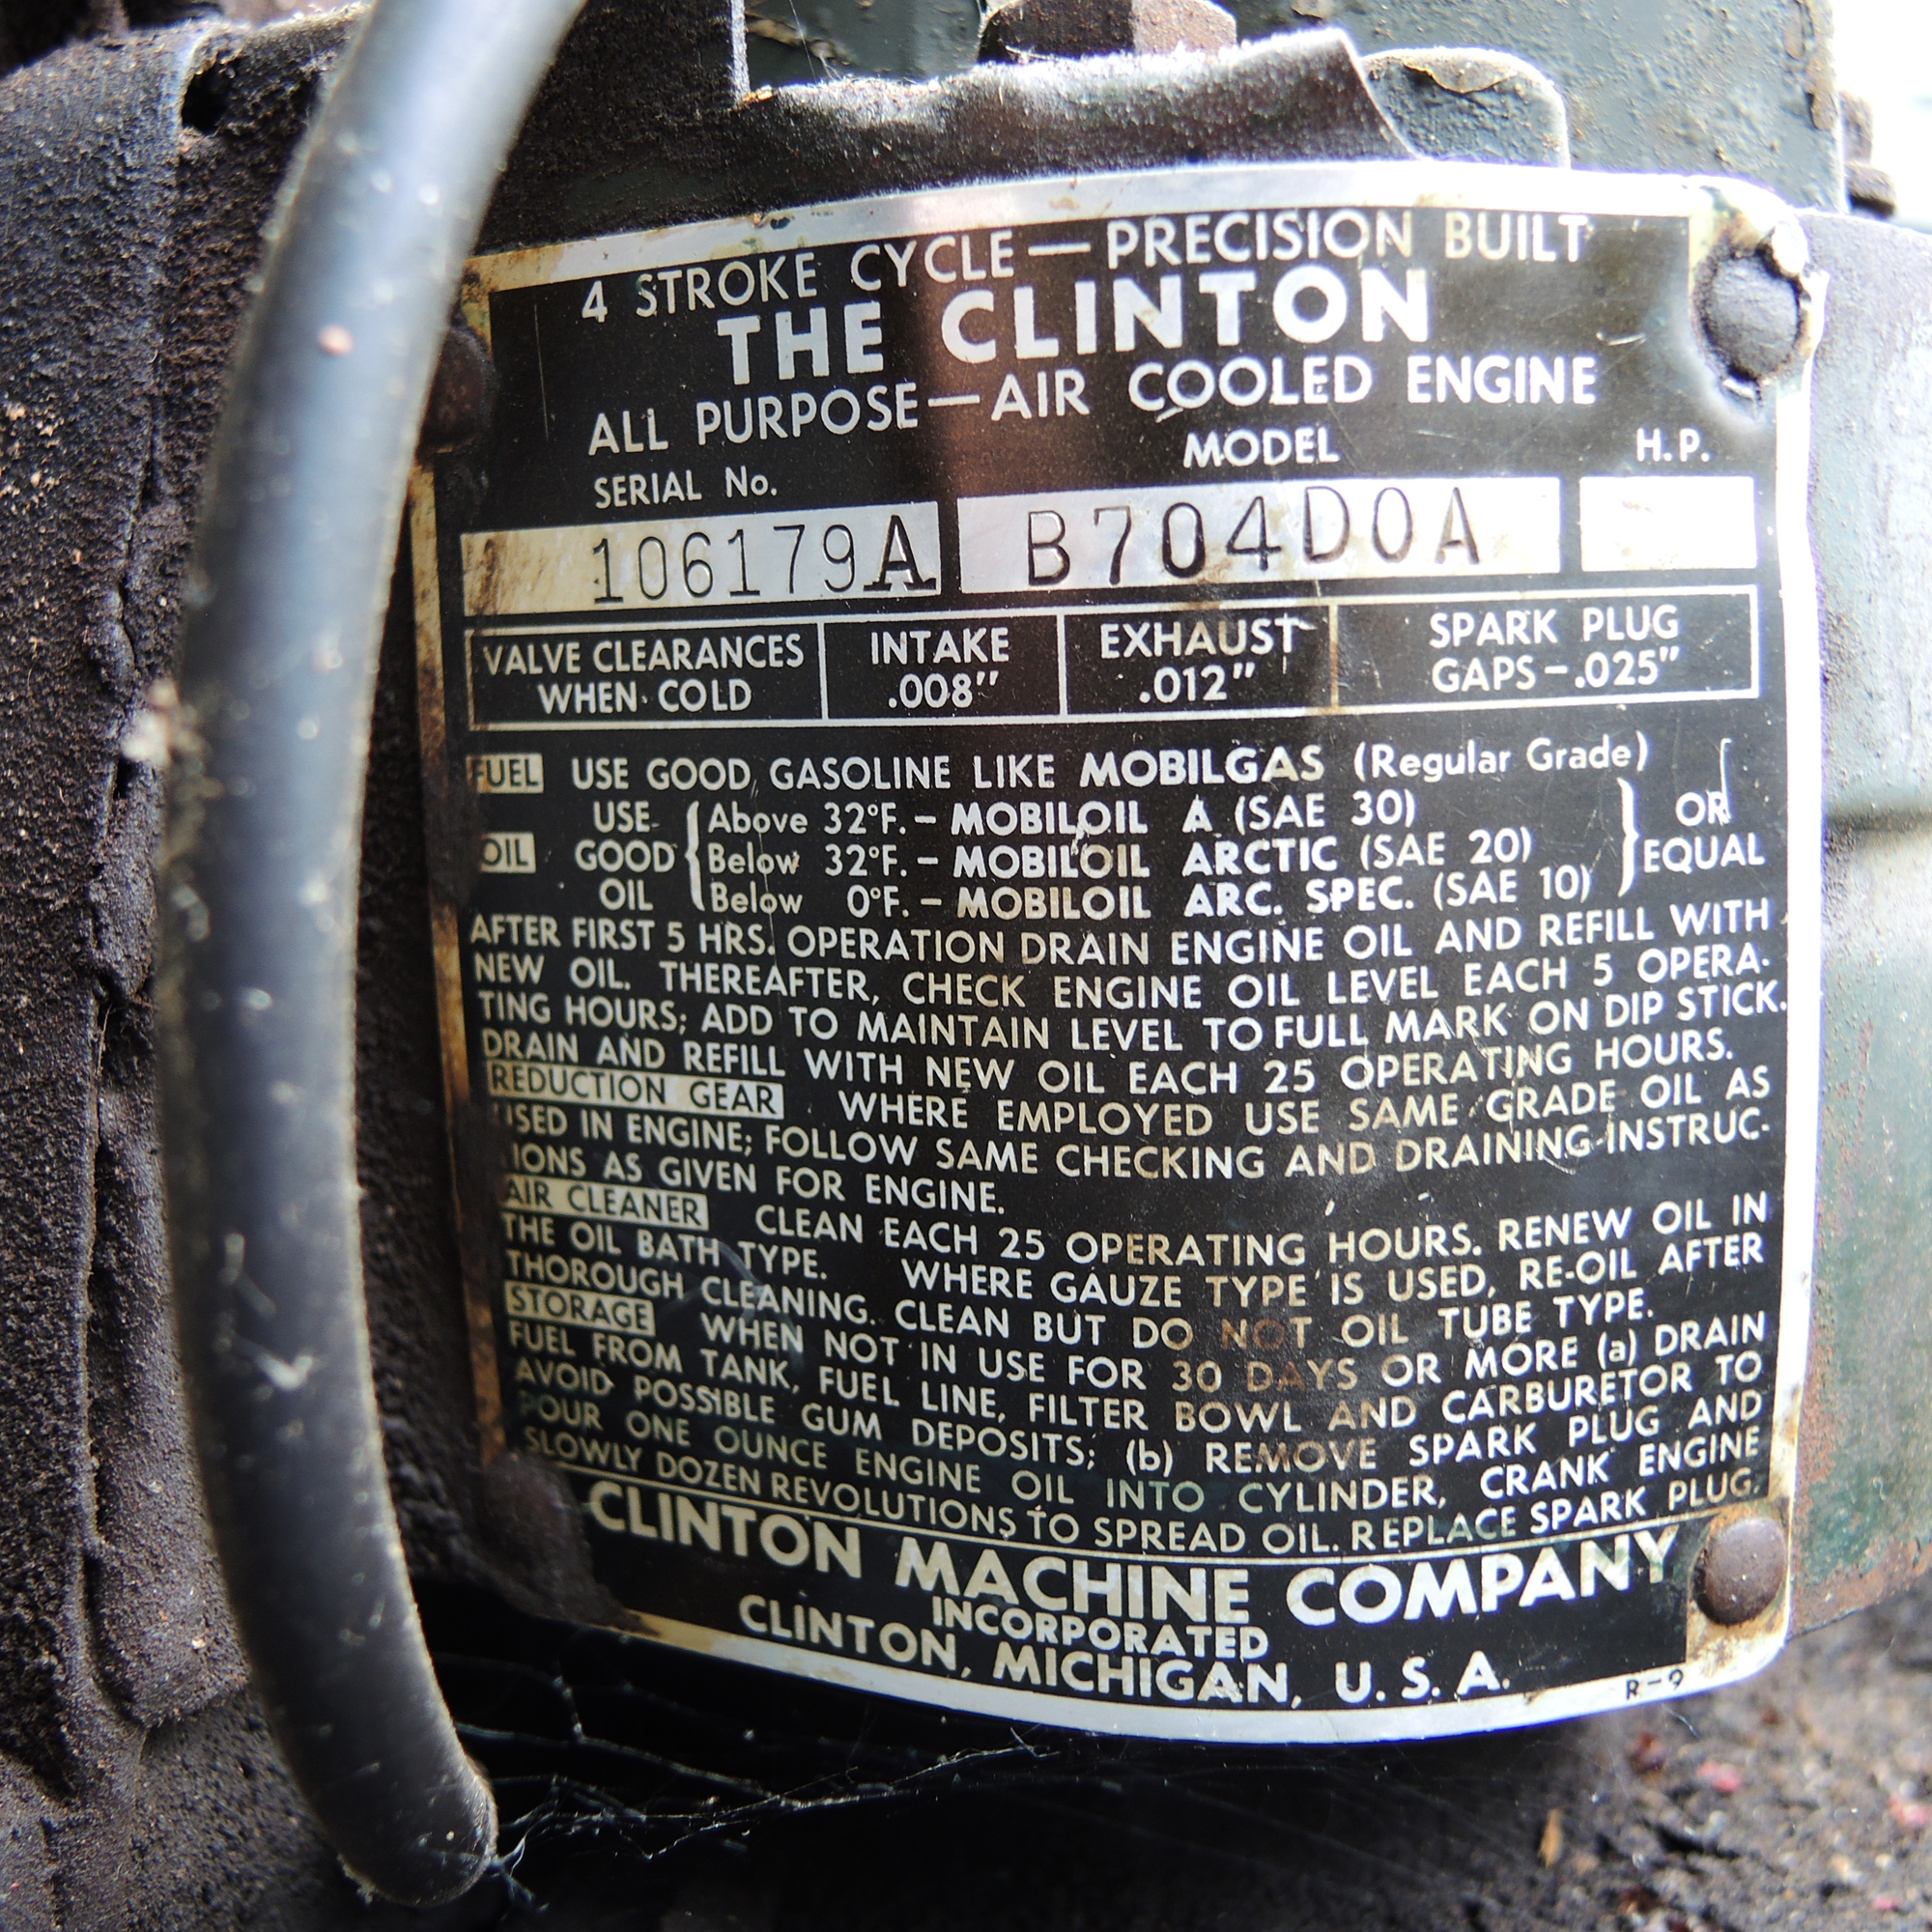 4 STROKE CYCLE — PRECISION BUILT
THE CLINTON
ALL PURPOSE — AIR COOLED ENGINE
SERIAL No. MODEL H.P.
106179A B704D0A
VALVE CLEARANCES WHEN COLD
INTAKE .008"
EXHAUST .012"
SPARK PLUG GAPS - .025"
FUEL USE GOOD GASOLINE LIKE MOBILGAS (Regular Grade)
OIL USE GOOD OIL
Above 32°F. - MOBILOIL A (SAE 30)
Below 32°F. - MOBILOIL ARCTIC (SAE 20)
Below 0°F. - MOBILOIL ARC. SPEC. (SAE 10)
OR EQUAL
AFTER FIRST 5 HRS. OPERATION DRAIN ENGINE OIL AND REFILL WITH
NEW OIL. THEREAFTER, CHECK ENGINE OIL LEVEL EACH 5 OPERA-
TING HOURS; ADD TO MAINTAIN LEVEL TO FULL MARK ON DIP STICK.
DRAIN AND REFILL WITH NEW OIL EACH 25 OPERATING HOURS.
REDUCTION GEAR WHERE EMPLOYED USE SAME GRADE OIL AS
USED IN ENGINE; FOLLOW SAME CHECKING AND DRAINING INSTRUC-
IONS AS GIVEN FOR ENGINE.
AIR CLEANER CLEAN EACH 25 OPERATING HOURS. RENEW OIL IN
THE OIL BATH TYPE. WHERE GAUZE TYPE IS USED, RE-OIL AFTER
THOROUGH CLEANING. CLEAN BUT DO NOT OIL TUBE TYPE.
STORAGE WHEN NOT IN USE FOR 30 DAYS OR MORE (a) DRAIN
FUEL FROM TANK, FUEL LINE, FILTER BOWL AND CARBURETOR TO
AVOID POSSIBLE GUM DEPOSITS; (b) REMOVE SPARK PLUG AND
POUR ONE OUNCE ENGINE OIL INTO CYLINDER, CRANK ENGINE
SLOWLY DOZEN REVOLUTIONS TO SPREAD OIL. REPLACE SPARK PLUG.
CLINTON MACHINE COMPANY
INCORPORATED
CLINTON, MICHIGAN, U. S. A.
R-9